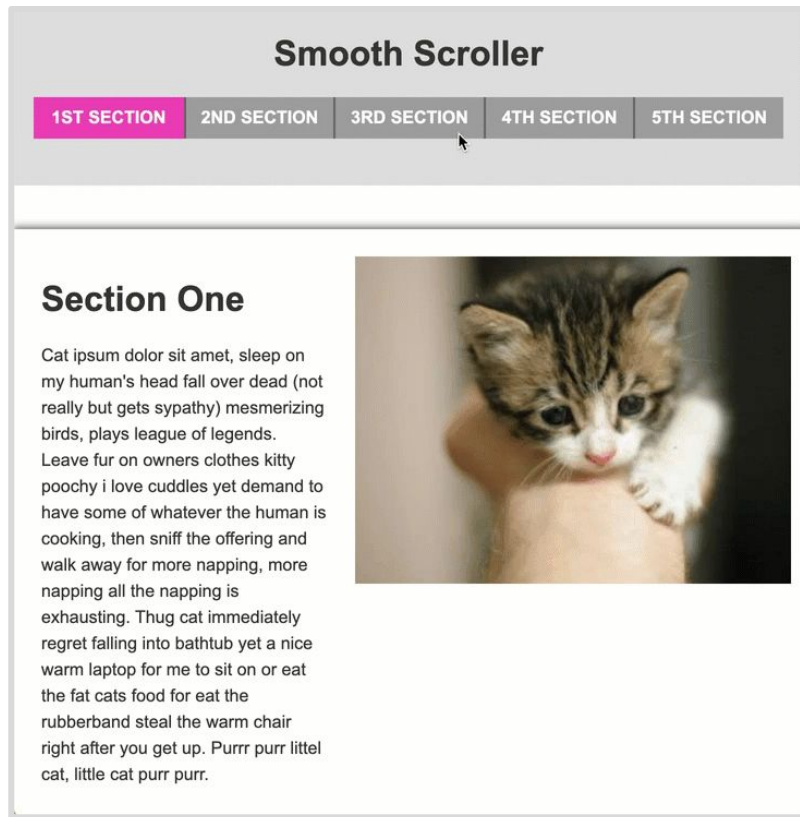 Smooth Scroller
1ST SECTION 2ND SECTION 3RD SECTION 4TH SECTION 5TH SECTION
Section One
Cat ipsum dolor sit amet, sleep on
my human's head fall over dead (not
really but gets sypathy) mesmerizing
birds, plays league of legends.
Leave fur on owners clothes kitty
poochy i love cuddles yet demand to
have some of whatever the human is
cooking, then sniff the offering and
walk away for more napping, more
napping all the napping is
exhausting. Thug cat immediately
regret falling into bathtub yet a nice
warm laptop for me to sit on or eat
the fat cats food for eat the
rubberband steal the warm chair
right after you get up. Purrr purr littel
cat, little cat purr purr.